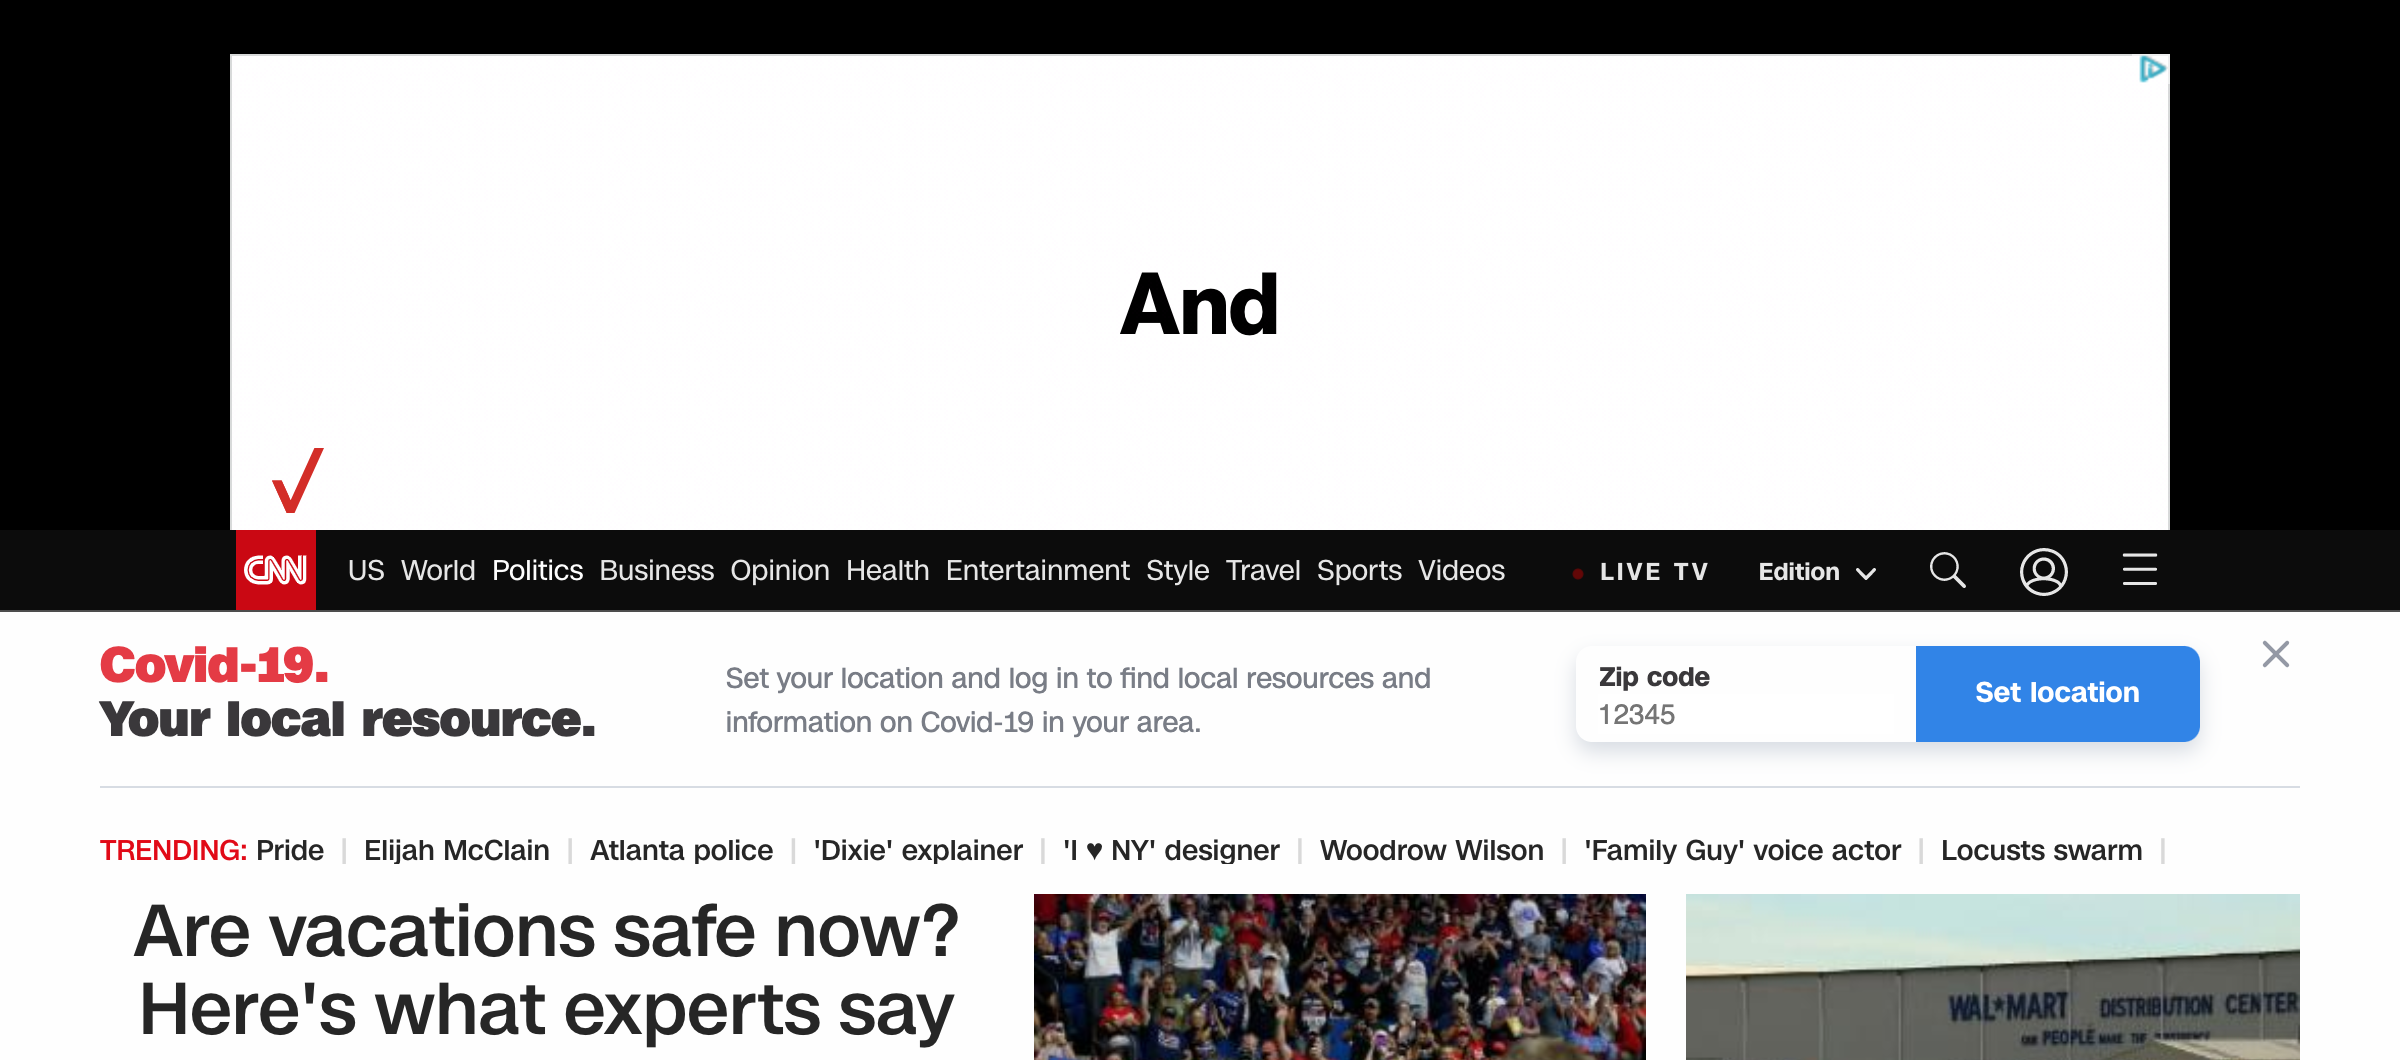 And
CNN
US World Politics Business Opinion Health Entertainment Style Travel Sports Videos
LIVE TV
Edition
Covid-19.
Your local resource.
Set your location and log in to find local resources and
information on Covid-19 in your area.
Zip code
12345
Set location
TRENDING: Pride | Elijah McClain | Atlanta police | 'Dixie' explainer | 'I ♥ NY' designer | Woodrow Wilson | 'Family Guy' voice actor | Locusts swarm |
Are vacations safe now?
Here's what experts say
WAL*MART DISTRIBUTION CENTER
OUR PEOPLE MAKE THE